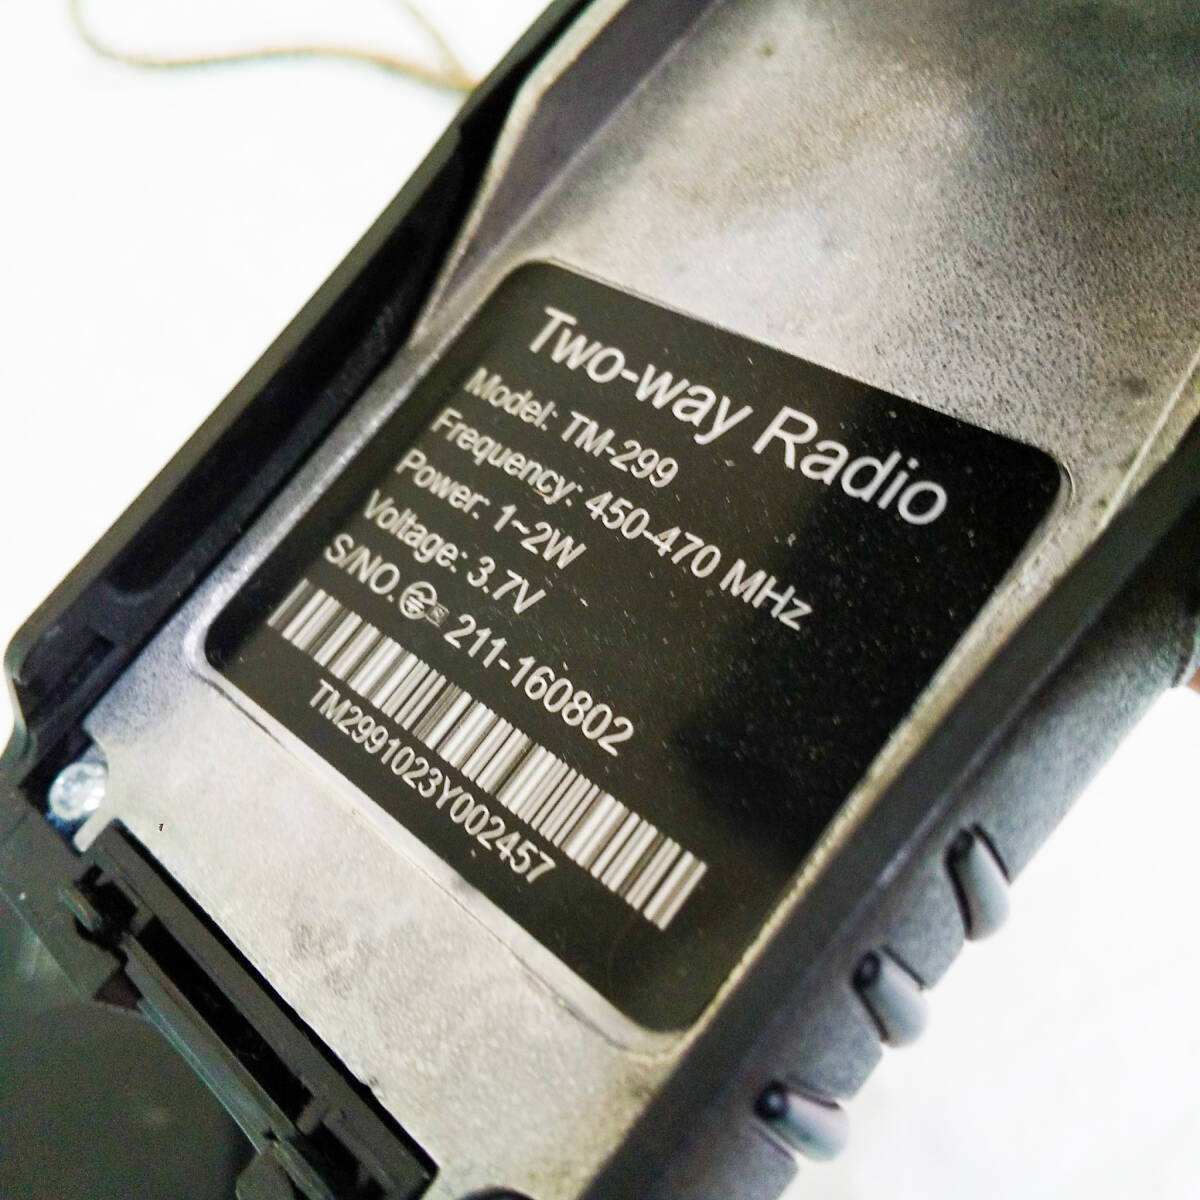 Two-way Radio
Model: TM-299
Frequency: 450-470 MHz
Power: 1~2W
Voltage: 3.7V
S/NO. R 211-160802
TM2991023Y002457